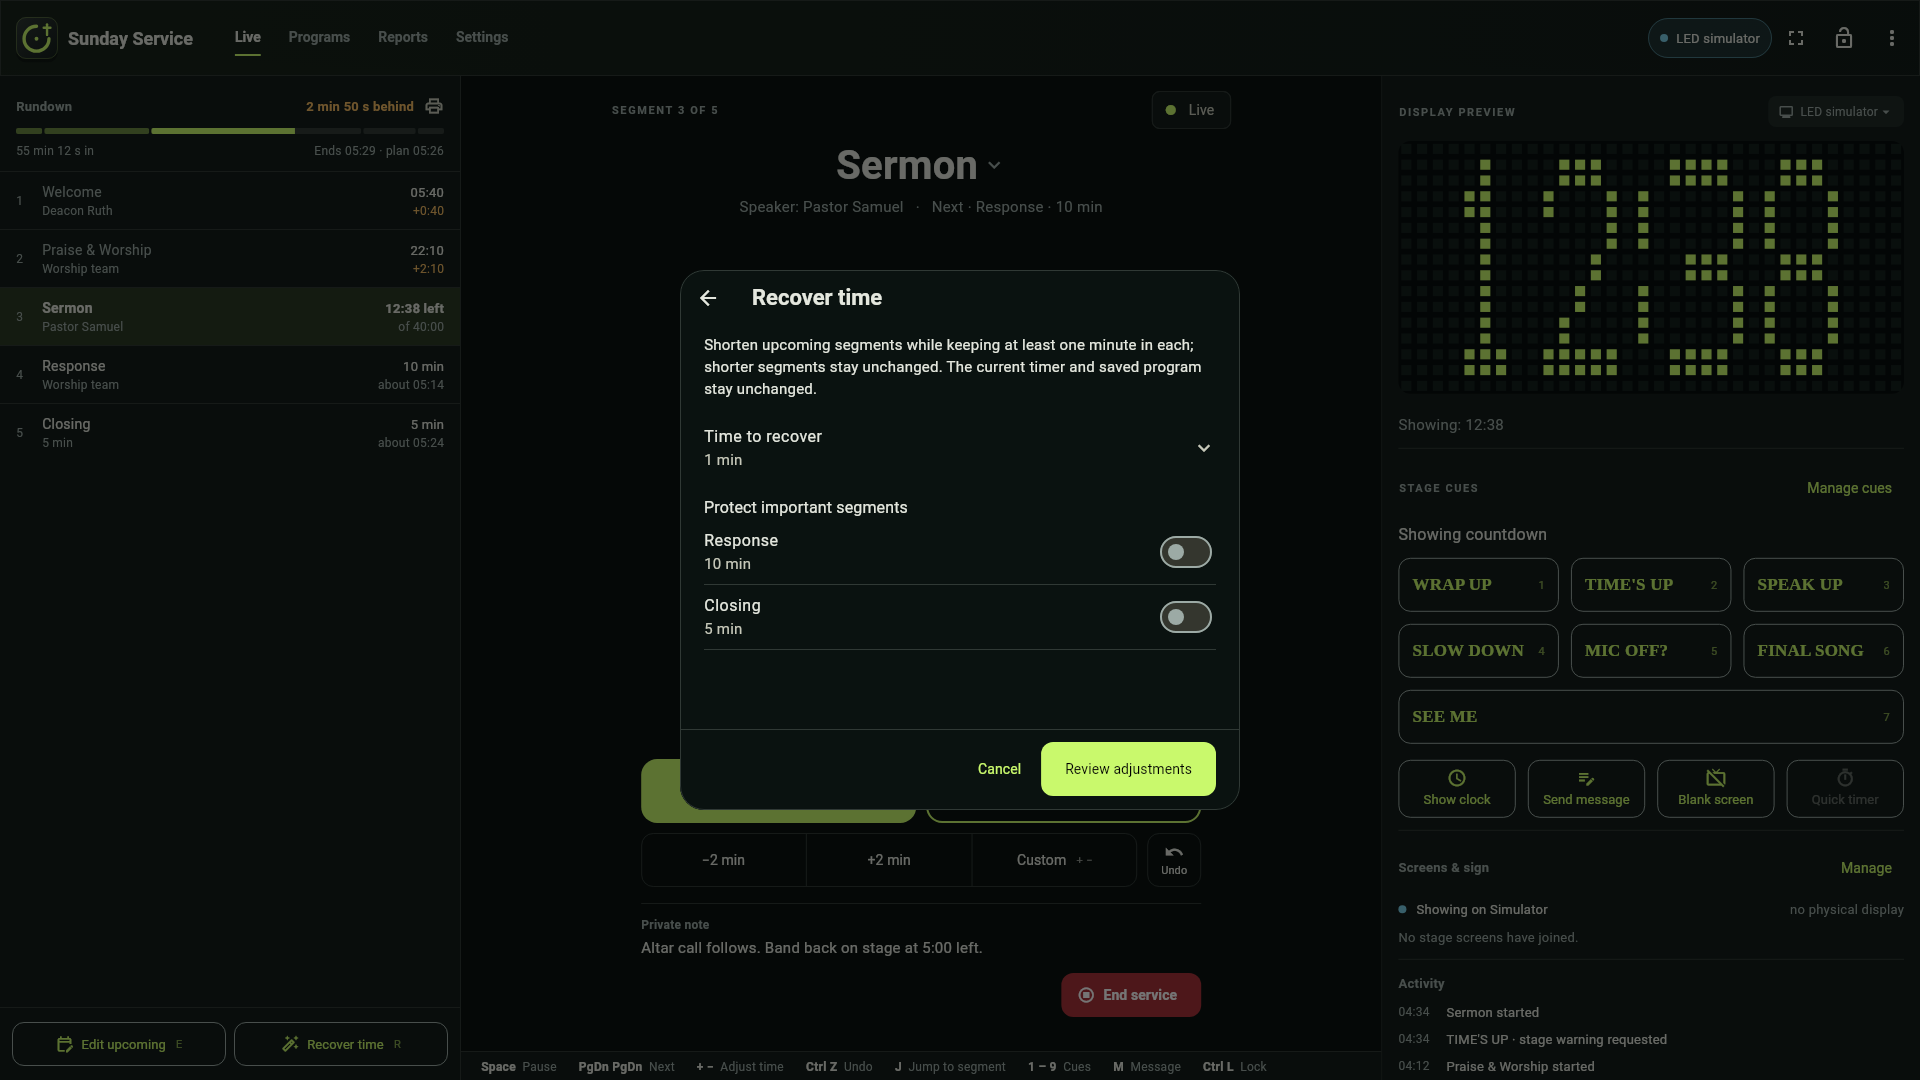 Sunday Service
Live
Programs
Reports
Settings
LED simulator
Rundown
2 min 50 s behind
55 min 12 s in
Ends 05:29 · plan 05:26
1
Welcome
05:40
Deacon Ruth
+0:40
2
Praise & Worship
22:10
Worship team
+2:10
3
Sermon
12:38 left
Pastor Samuel
of 40:00
4
Response
10 min
Worship team
about 05:14
5
Closing
5 min
5 min
about 05:24
Edit upcoming E
Recover time R
SEGMENT 3 OF 5
Live
Sermon
Speaker: Pastor Samuel · Next · Response · 10 min
Recover time
Shorten upcoming segments while keeping at least one minute in each;
shorter segments stay unchanged. The current timer and saved program
stay unchanged.
Time to recover
1 min
Protect important segments
Response
10 min
Closing
5 min
Cancel
Review adjustments
−2 min
+2 min
Custom + −
Undo
Private note
Altar call follows. Band back on stage at 5:00 left.
End service
Space Pause
PgDn PgDn Next
+ − Adjust time
Ctrl Z Undo
J Jump to segment
1 – 9 Cues
M Message
Ctrl L Lock
DISPLAY PREVIEW
LED simulator
12:38
Showing: 12:38
STAGE CUES
Manage cues
Showing countdown
WRAP UP 1
TIME'S UP 2
SPEAK UP 3
SLOW DOWN 4
MIC OFF? 5
FINAL SONG 6
SEE ME 7
Show clock
Send message
Blank screen
Quick timer
Screens & sign
Manage
Showing on Simulator
no physical display
No stage screens have joined.
Activity
04:34 Sermon started
04:34 TIME'S UP · stage warning requested
04:12 Praise & Worship started